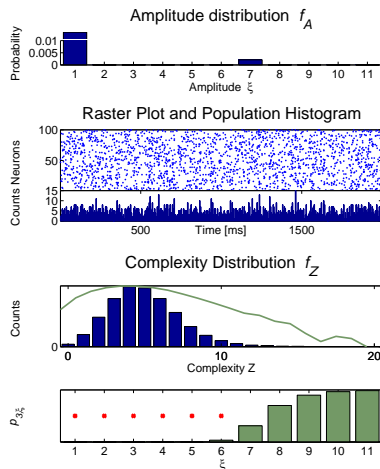 Amplitude distribution f_A
Probability
0.01
0.005
0
1 2 3 4 5 6 7 8 9 10 11
Amplitude ξ
Raster Plot and Population Histogram
Neurons
100
50
Counts
15
10
5
0
500 1500
Time [ms]
Complexity Distribution f_Z
Counts
0
0 10 20
Complexity Z
p_{3ξ}
1 2 3 4 5 6 7 8 9 10 11
ξ